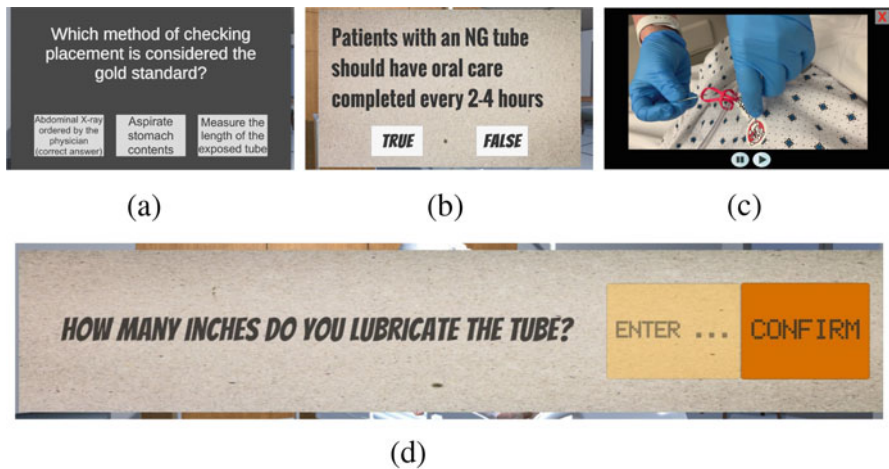 Which method of checking
placement is considered the
gold standard?
Abdominal X-ray
ordered by the
physician
(correct answer)
Aspirate
stomach
contents
Measure the
length of the
exposed tube
(a)
Patients with an NG tube
should have oral care
completed every 2-4 hours
TRUE
FALSE
(b)
X
(c)
HOW MANY INCHES DO YOU LUBRICATE THE TUBE?
ENTER ...
CONFIRM
(d)